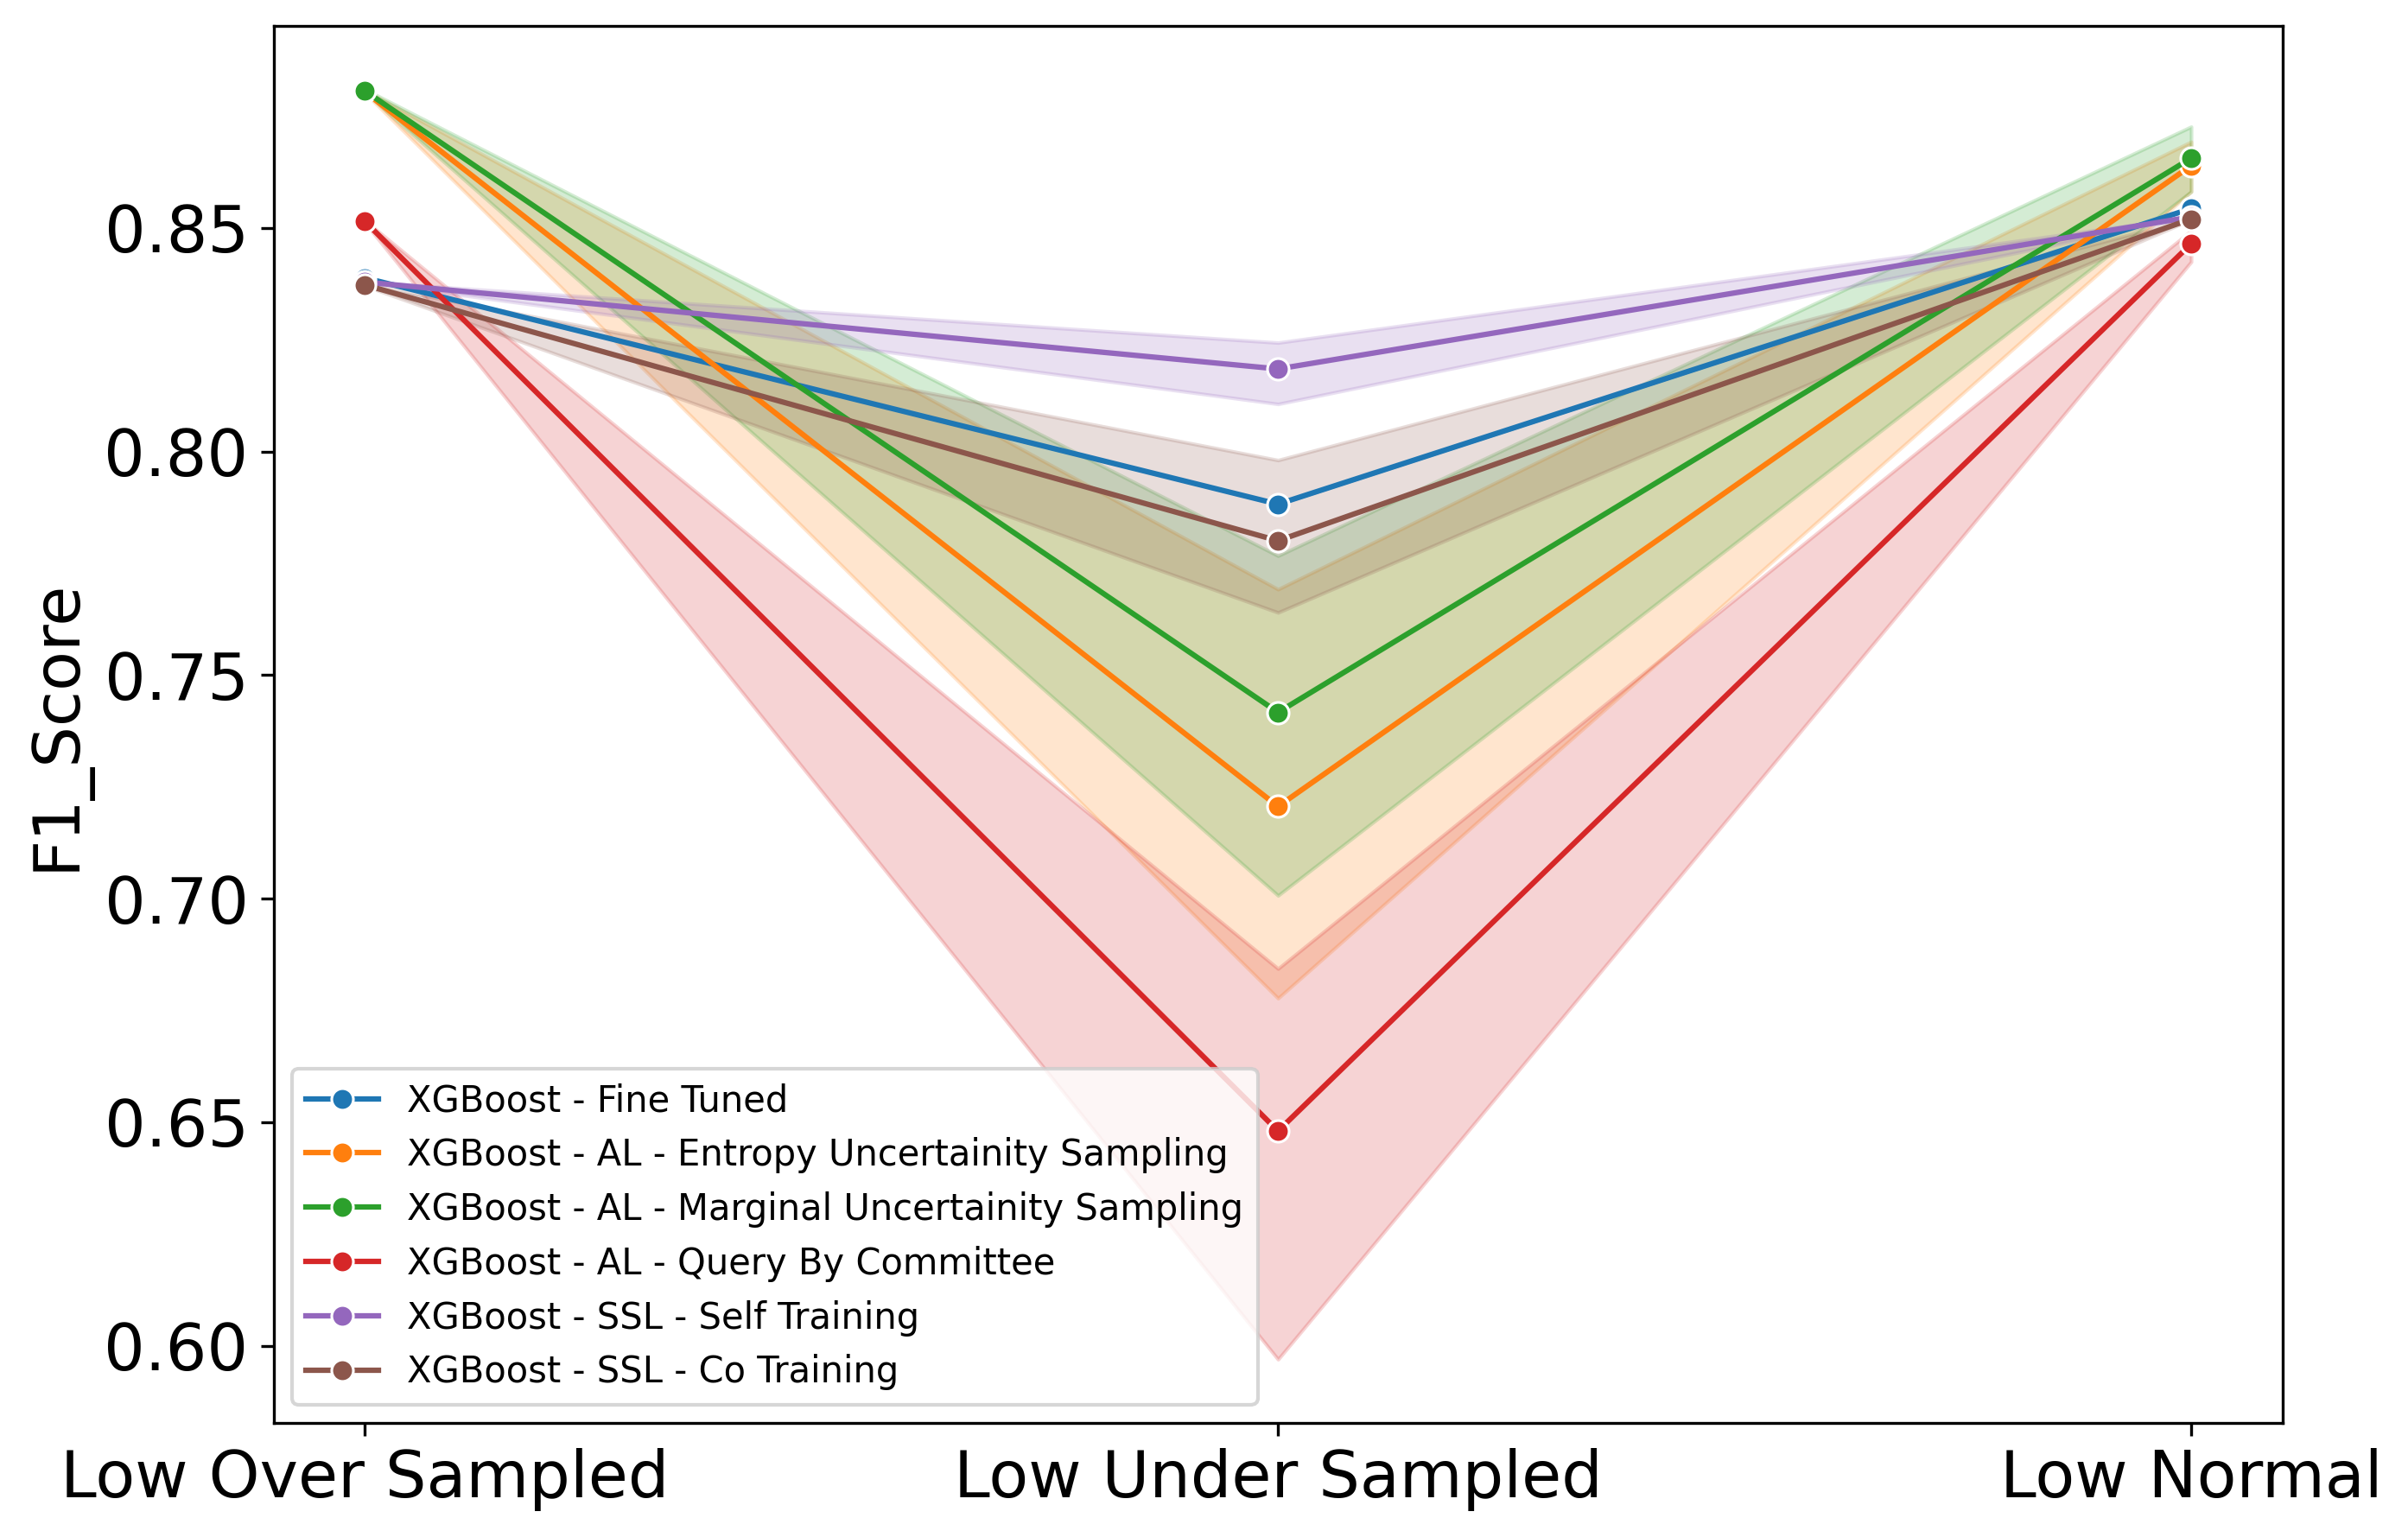 F1_Score
0.85
0.80
0.75
0.70
0.65
0.60
XGBoost - Fine Tuned
XGBoost - AL - Entropy Uncertainity Sampling
XGBoost - AL - Marginal Uncertainity Sampling
XGBoost - AL - Query By Committee
XGBoost - SSL - Self Training
XGBoost - SSL - Co Training
Low Over Sampled
Low Under Sampled
Low Normal